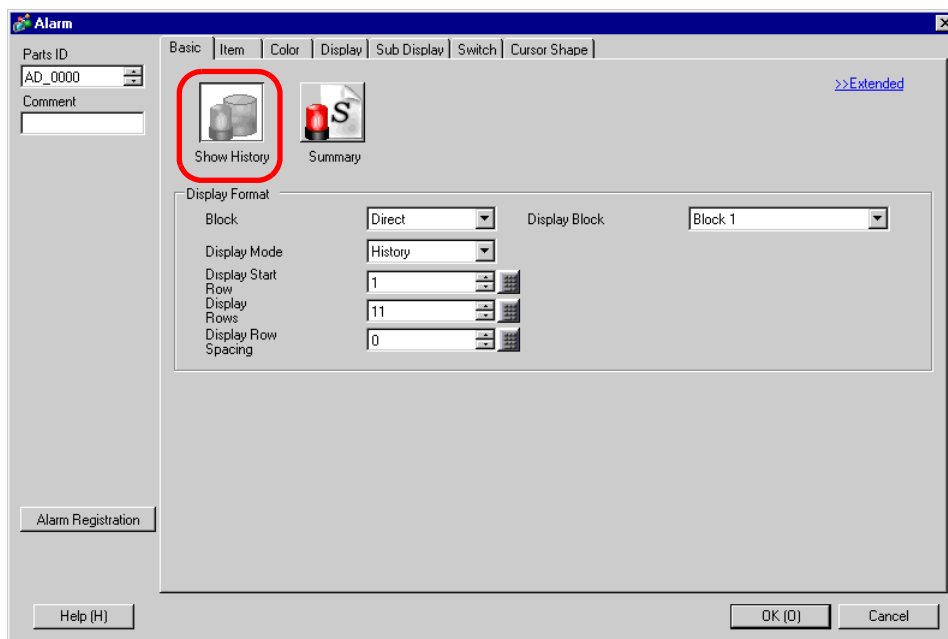 Alarm
Parts ID
AD_0000
Comment
Basic Item Color Display Sub Display Switch Cursor Shape
>>Extended
S
Show History Summary
Display Format
Block Direct Display Block Block 1
Display Mode History
Display Start
Row
1
Display
Rows
11
Display Row
Spacing
0
Alarm Registration
Help (H) OK (O) Cancel